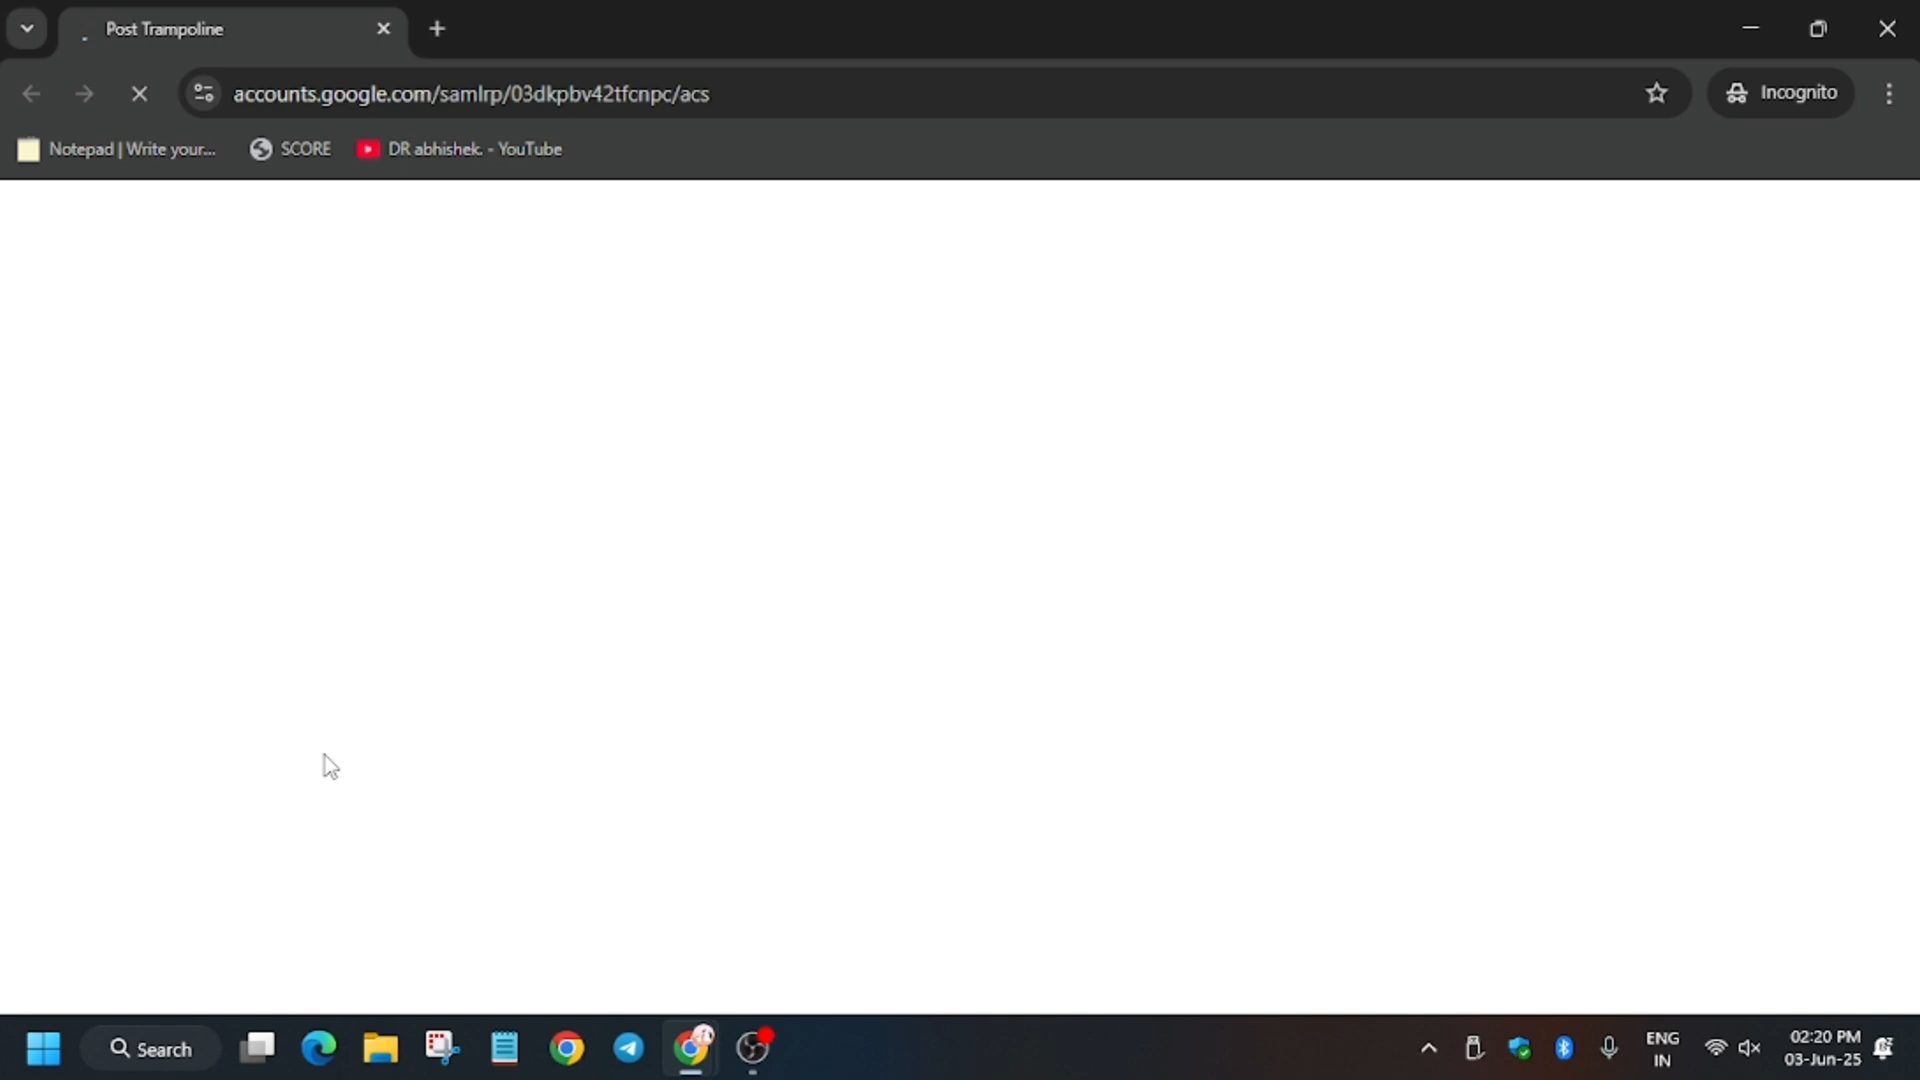 Post Trampoline
accounts.google.com/samlrp/03dkpbv42tfcnpc/acs
Incognito
Notepad | Write your...
SCORE
DR abhishek. - YouTube
Search
ENG
IN
02:20 PM
03-Jun-25